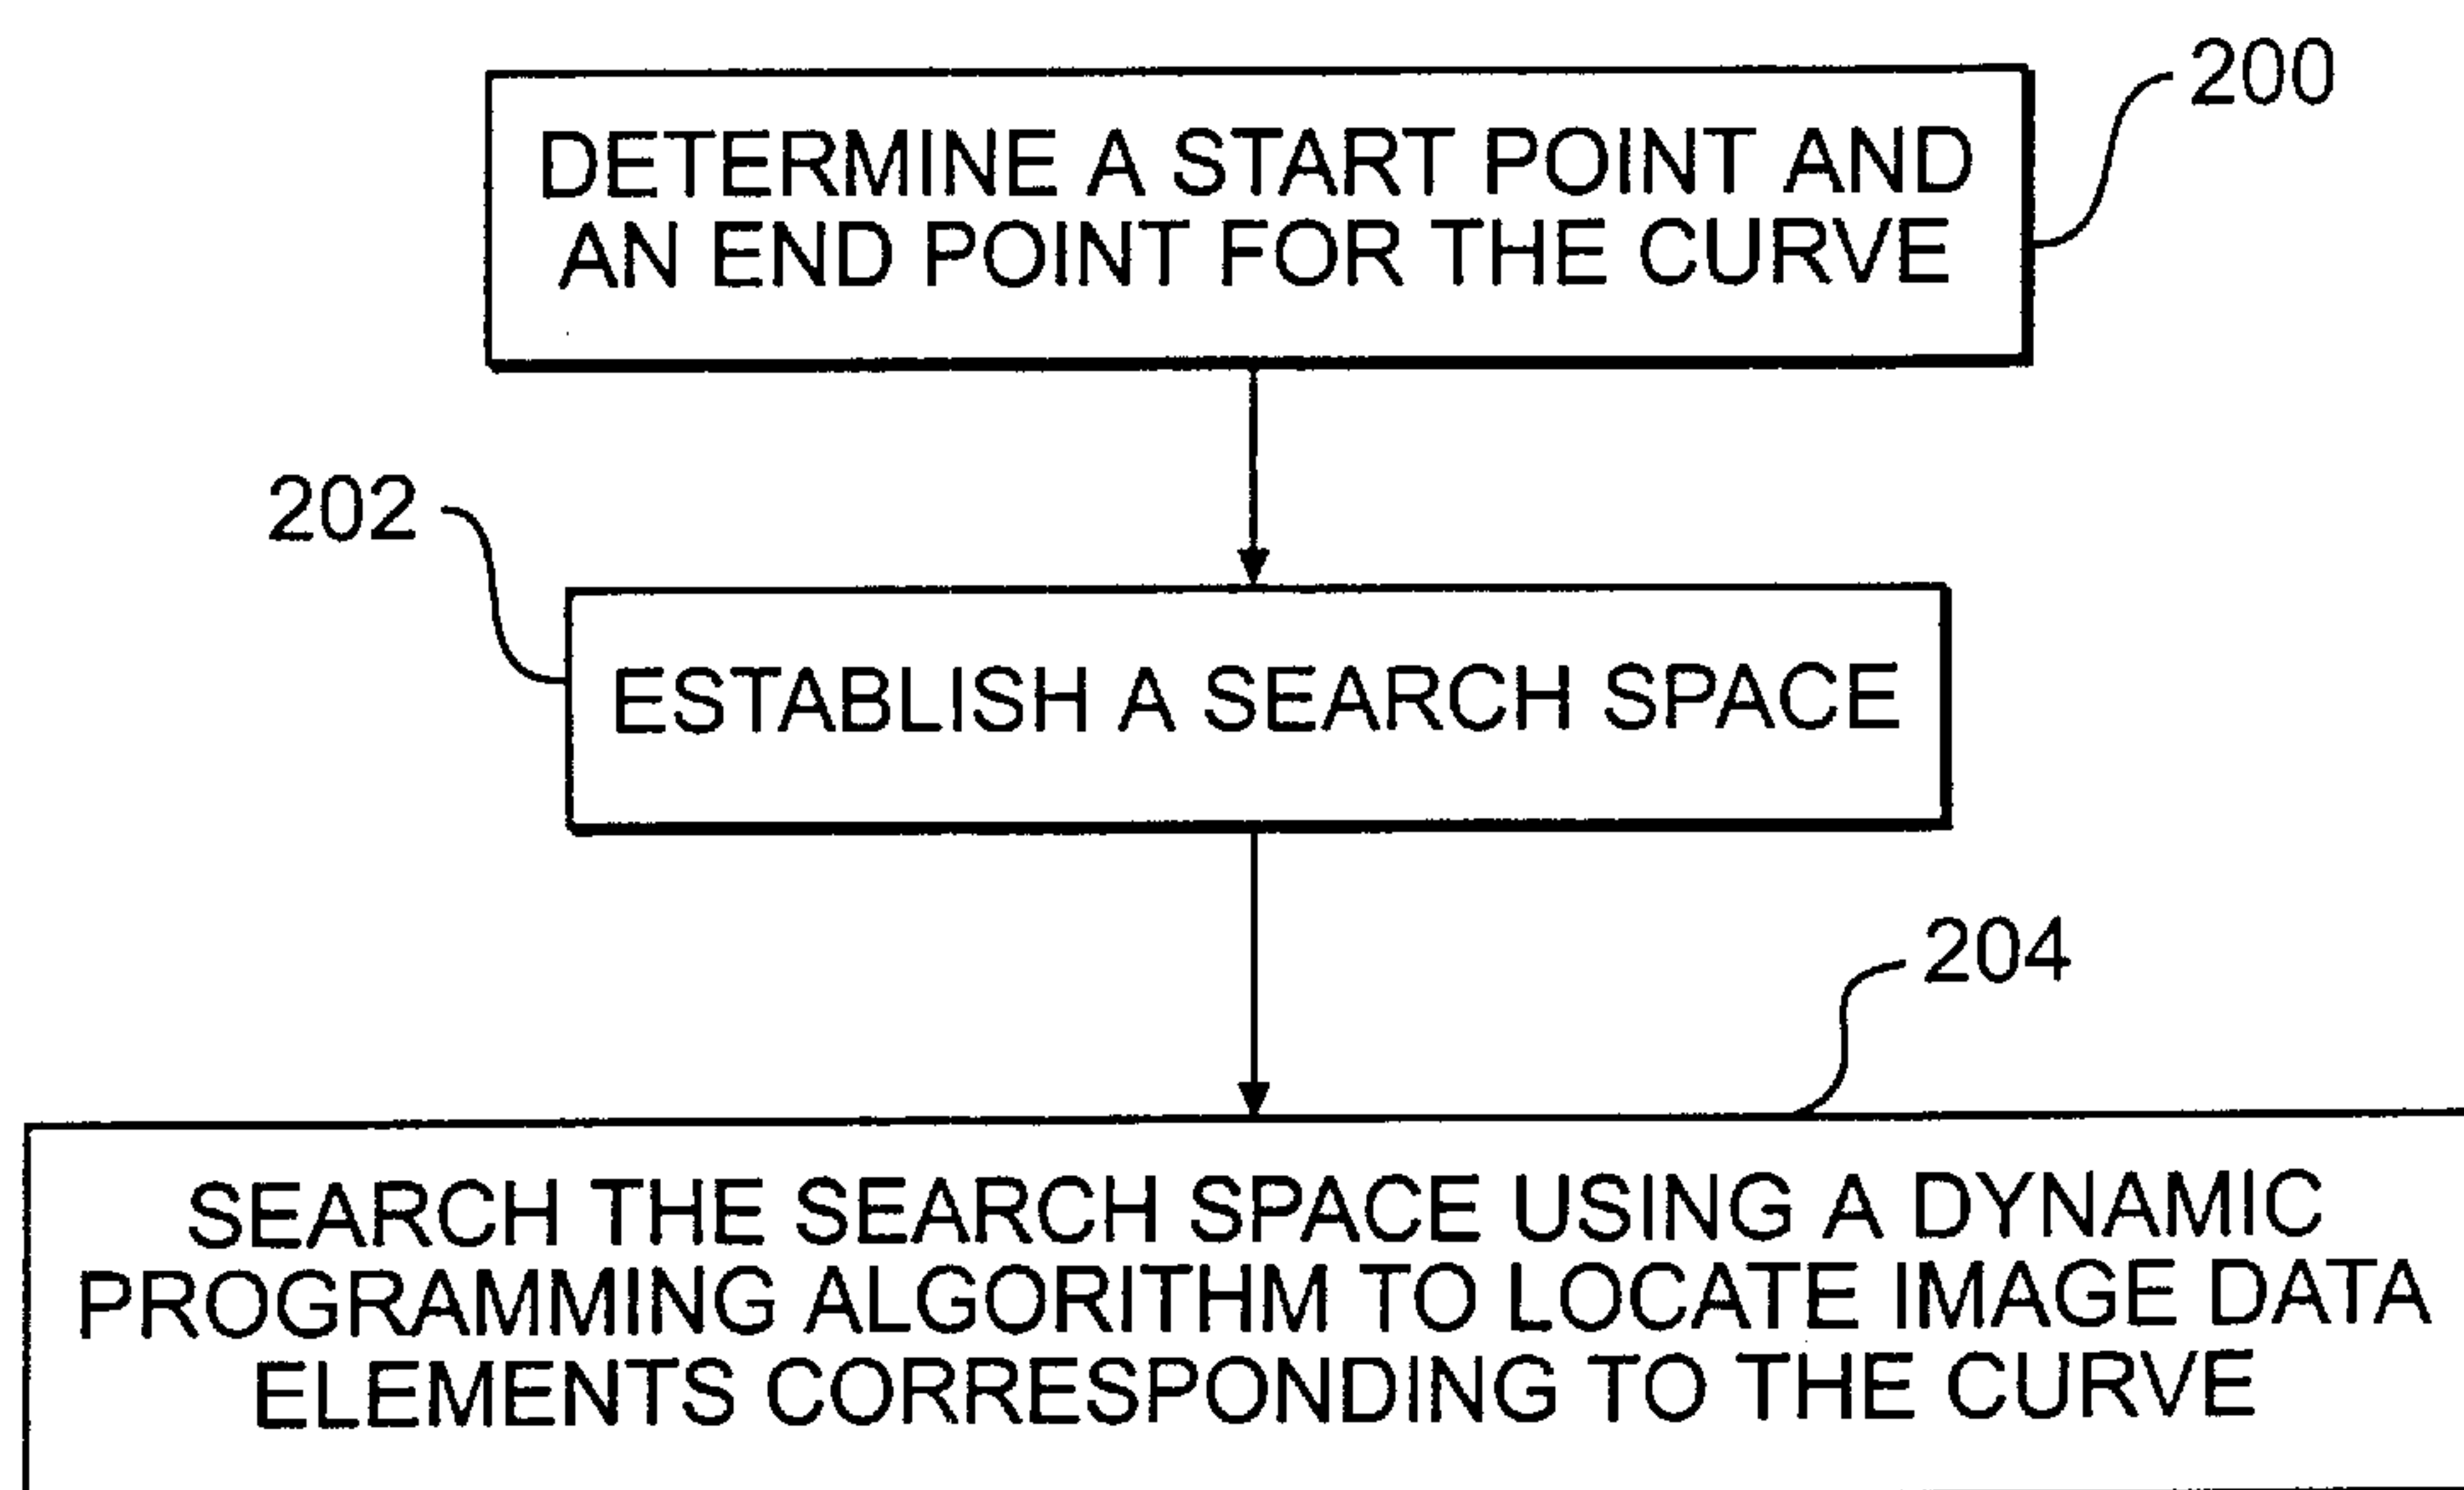 200
DETERMINE A START POINT AND
AN END POINT FOR THE CURVE
202
ESTABLISH A SEARCH SPACE
204
SEARCH THE SEARCH SPACE USING A DYNAMIC
PROGRAMMING ALGORITHM TO LOCATE IMAGE DATA
ELEMENTS CORRESPONDING TO THE CURVE